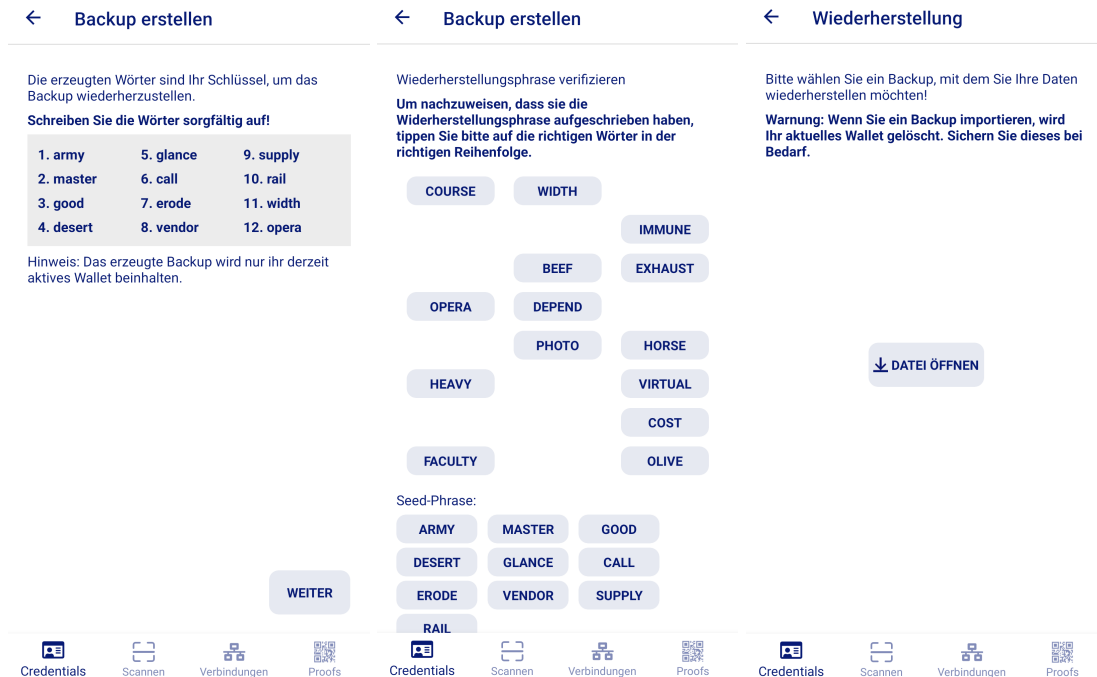 Backup erstellen
Die erzeugten Wörter sind Ihr Schlüssel, um das
Backup wiederherzustellen.
Schreiben Sie die Wörter sorgfältig auf!
1. army 5. glance 9. supply
2. master 6. call 10. rail
3. good 7. erode 11. width
4. desert 8. vendor 12. opera
Hinweis: Das erzeugte Backup wird nur ihr derzeit
aktives Wallet beinhalten.
WEITER
Credentials Scannen Verbindungen Proofs
Backup erstellen
Wiederherstellungsphrase verifizieren
Um nachzuweisen, dass sie die
Widerherstellungsphrase aufgeschrieben haben,
tippen Sie bitte auf die richtigen Wörter in der
richtigen Reihenfolge.
COURSE WIDTH
IMMUNE
BEEF EXHAUST
OPERA DEPEND
PHOTO HORSE
HEAVY VIRTUAL
COST
FACULTY OLIVE
Seed-Phrase:
ARMY MASTER GOOD
DESERT GLANCE CALL
ERODE VENDOR SUPPLY
RAIL
Credentials Scannen Verbindungen Proofs
Wiederherstellung
Bitte wählen Sie ein Backup, mit dem Sie Ihre Daten
wiederherstellen möchten!
Warnung: Wenn Sie ein Backup importieren, wird
Ihr aktuelles Wallet gelöscht. Sichern Sie dieses bei
Bedarf.
DATEI ÖFFNEN
Credentials Scannen Verbindungen Proofs